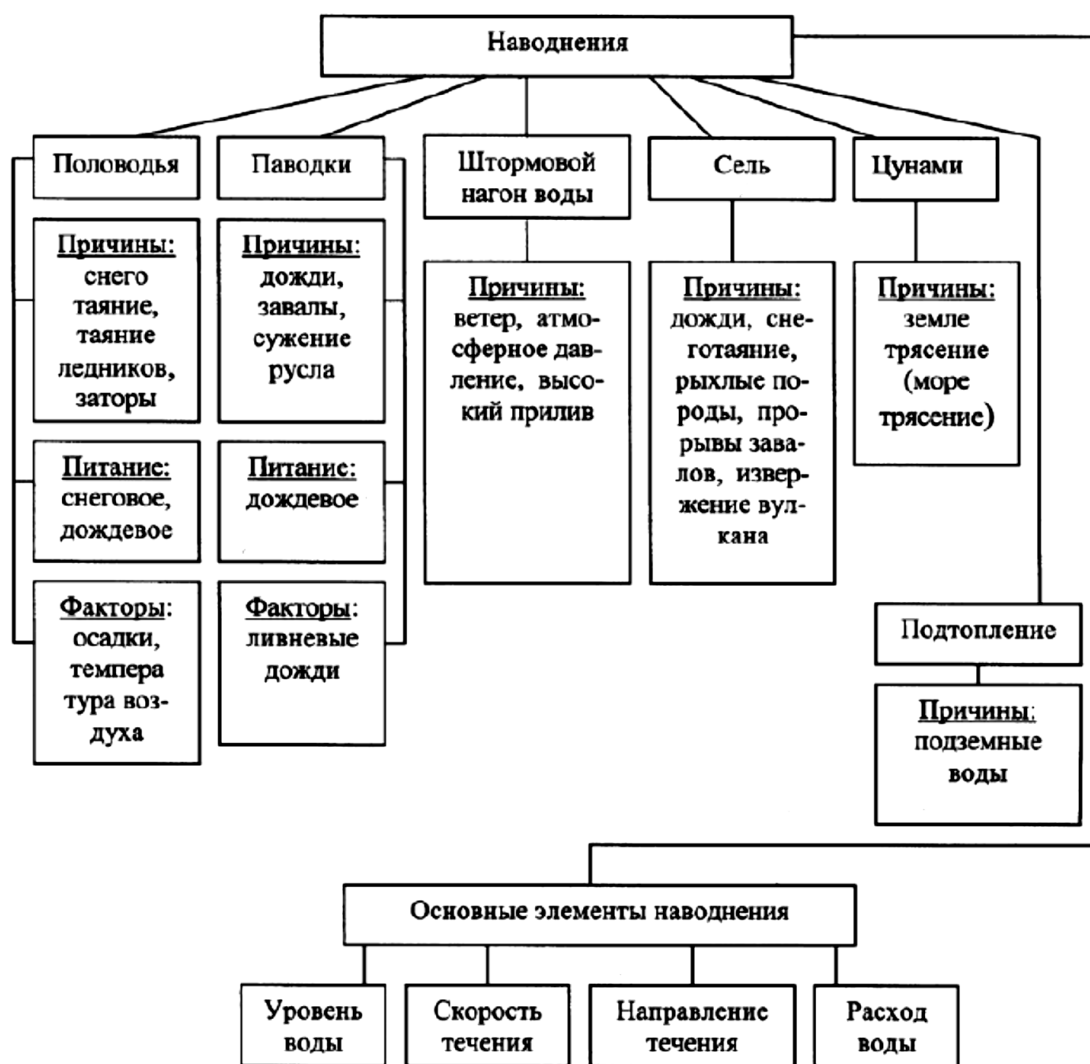 Наводнения
Половодья
Паводки
Штормовой
нагон воды
Сель
Цунами
Причины:
снего
таяние,
таяние
ледников,
заторы
Причины:
дожди,
завалы,
сужение
русла
Причины:
ветер, атмо-
сферное дав-
ление, высо-
кий прилив
Причины:
дожди, сне-
готаяние,
рыхлые по-
роды, про-
рывы зава-
лов, извер-
жение вул-
кана
Причины:
земле
трясение
(море
трясение)
Питание:
снеговое,
дождевое
Питание:
дождевое
Факторы:
осадки,
темпера
тура воз-
духа
Факторы:
ливневые
дожди
Подтопление
Причины:
подземные
воды
Основные элементы наводнения
Уровень
воды
Скорость
течения
Направление
течения
Расход
воды